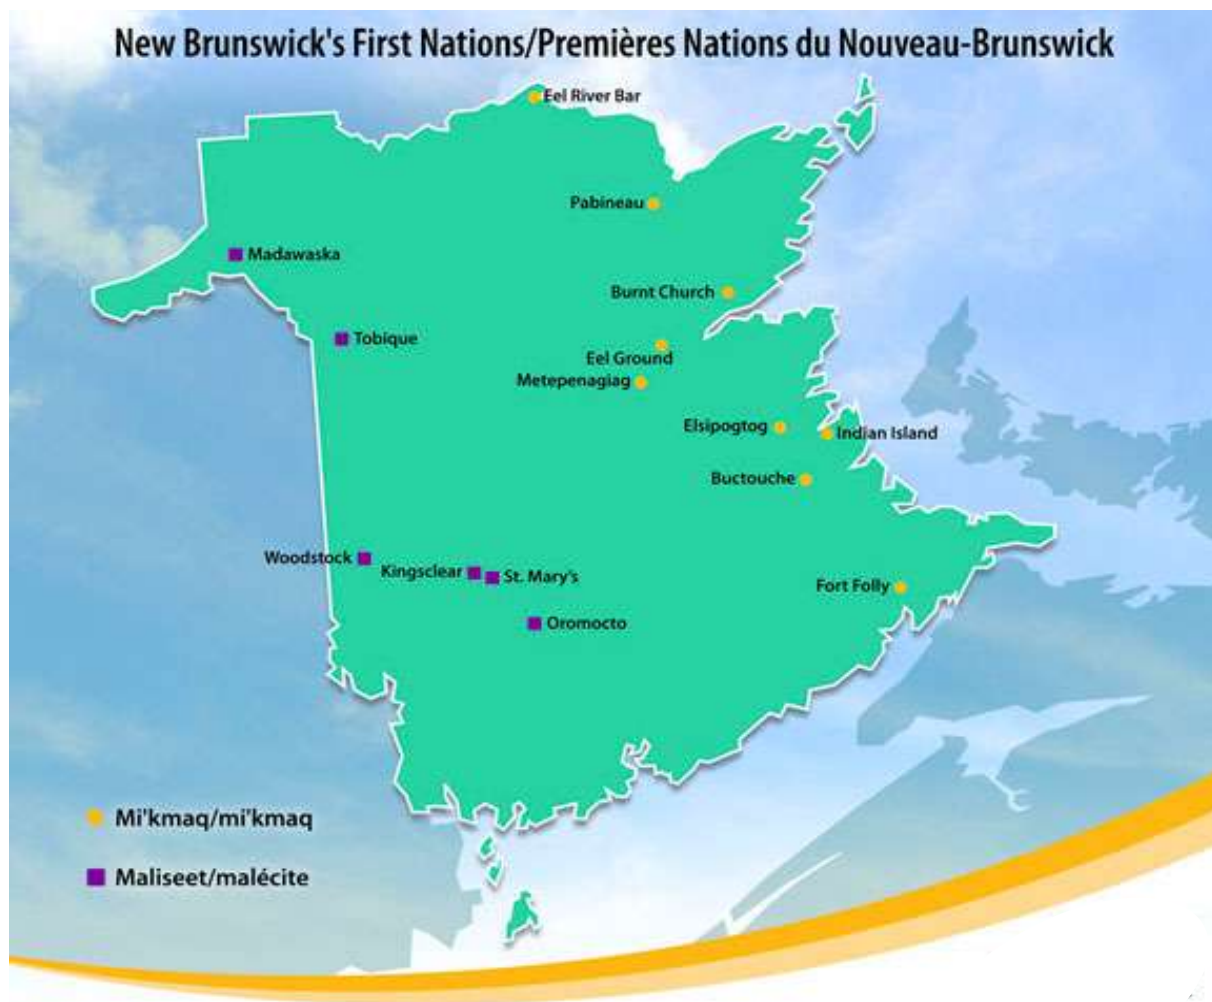 New Brunswick's First Nations/Premières Nations du Nouveau-Brunswick
Eel River Bar
Pabineau
Madawaska
Burnt Church
Tobique
Eel Ground
Metepenagiag
Elsipogtog
Indian Island
Buctouche
Woodstock
Kingsclear
St. Mary's
Fort Folly
Oromocto
Mi'kmaq/mi'kmaq
Maliseet/malécite